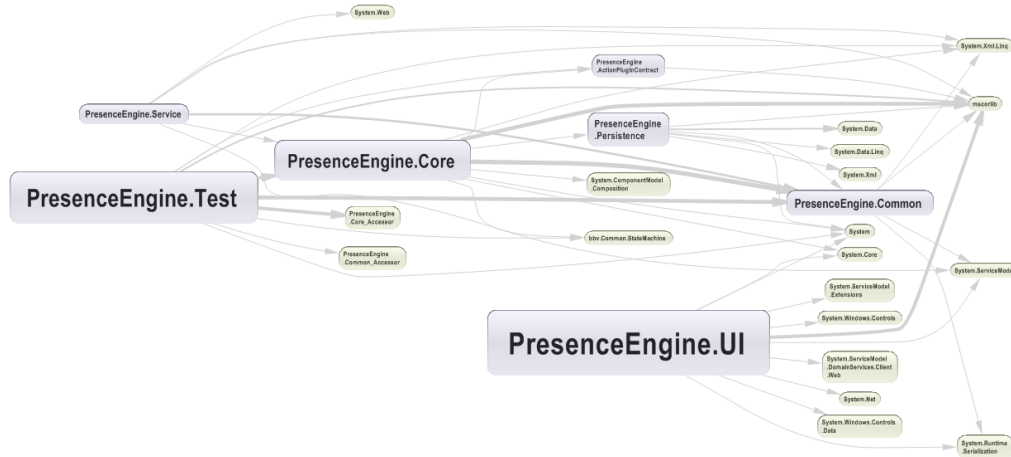 System.Web
System.Xml.Linq
PresenceEngine
.ActionPluginContract
mscorlib
PresenceEngine.Service
PresenceEngine
.Persistence
System.Data
System.Data.Linq
PresenceEngine.Core
System.Xml
System.ComponentModel
.Composition
PresenceEngine.Test
PresenceEngine.Common
PresenceEngine
.Core_Accessor
System
bbv.Common.StateMachine
PresenceEngine
.Common_Accessor
System.Core
System.ServiceModel
System.ServiceModel
.Extensions
System.Windows.Controls
PresenceEngine.UI
System.ServiceModel
.DomainServices.Client
.Web
System.Net
System.Windows.Controls
.Data
System.Runtime
.Serialization